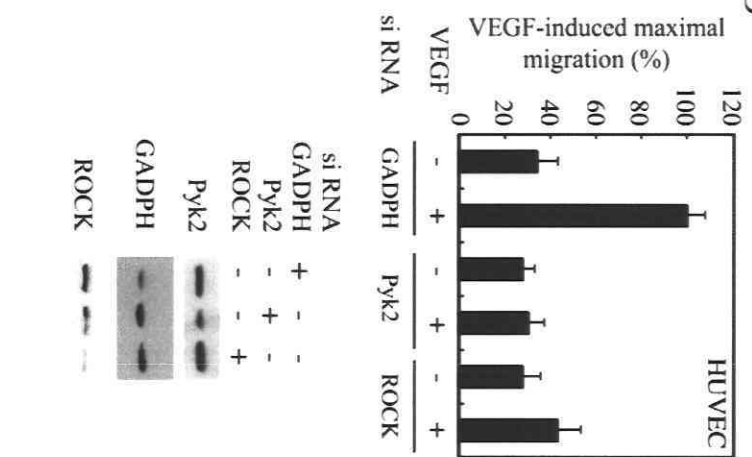 VEGF-induced maximal
migration (%)
0 20 40 60 80 100 120
HUVEC
VEGF - + - + - +
si RNA GADPH Pyk2 ROCK
si RNA
GADPH + - -
Pyk2 - + -
ROCK - - +
Pyk2
GADPH
ROCK